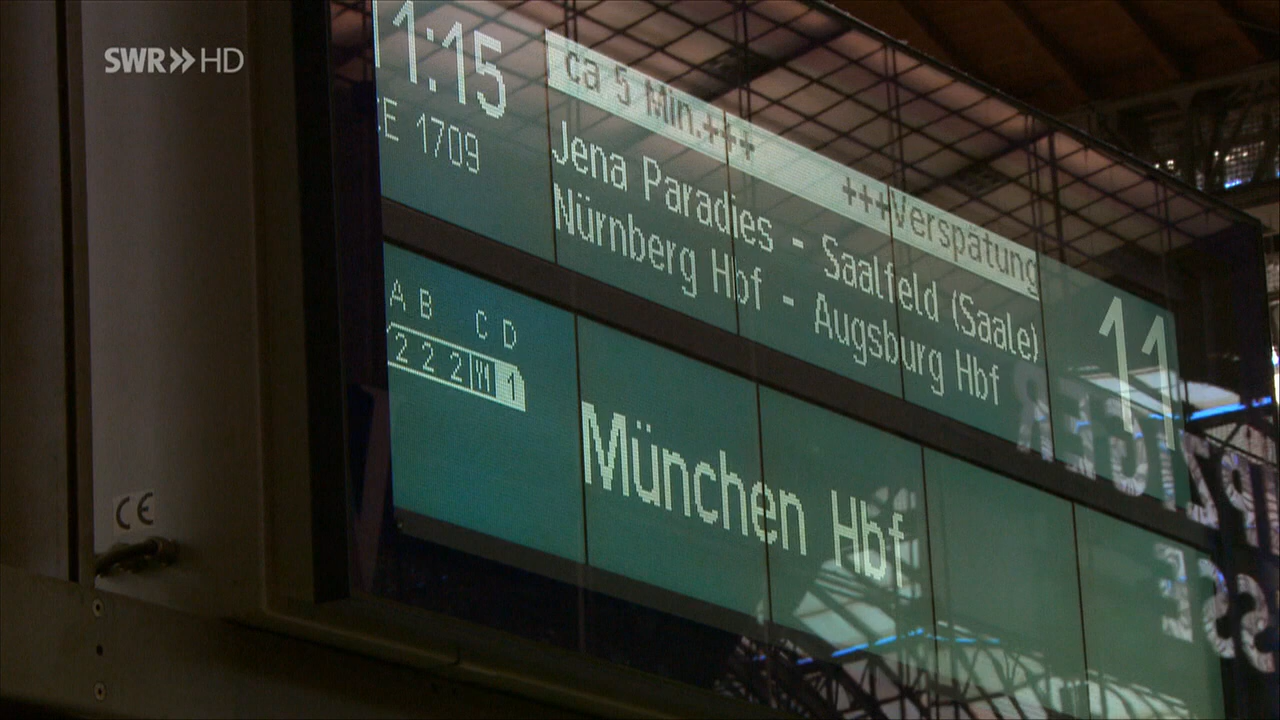 SWR»HD
1:15
ca 5 Min.+++
+++Verspätung
CE 1709
Jena Paradies - Saalfeld (Saale)
Nürnberg Hbf - Augsburg Hbf
11
A B C D
2 2 2 1
München Hbf
CE